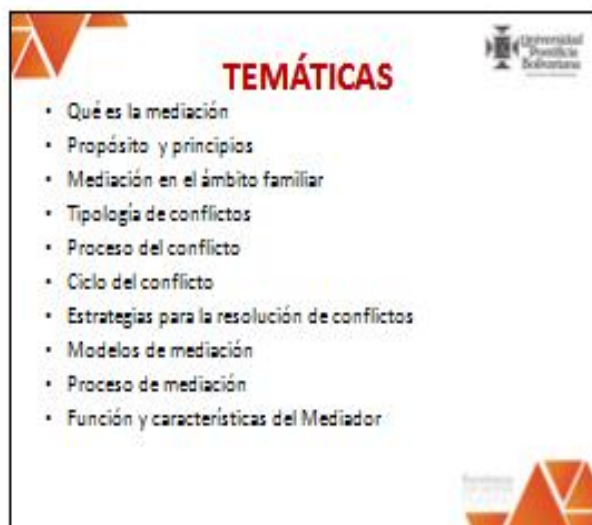 Universidad
Pontificia
Bolivariana
TEMÁTICAS
• Qué es la mediación
• Propósito y principios
• Mediación en el ámbito familiar
• Tipología de conflictos
• Proceso del conflicto
• Ciclo del conflicto
• Estrategias para la resolución de conflictos
• Modelos de mediación
• Proceso de mediación
• Función y características del Mediador